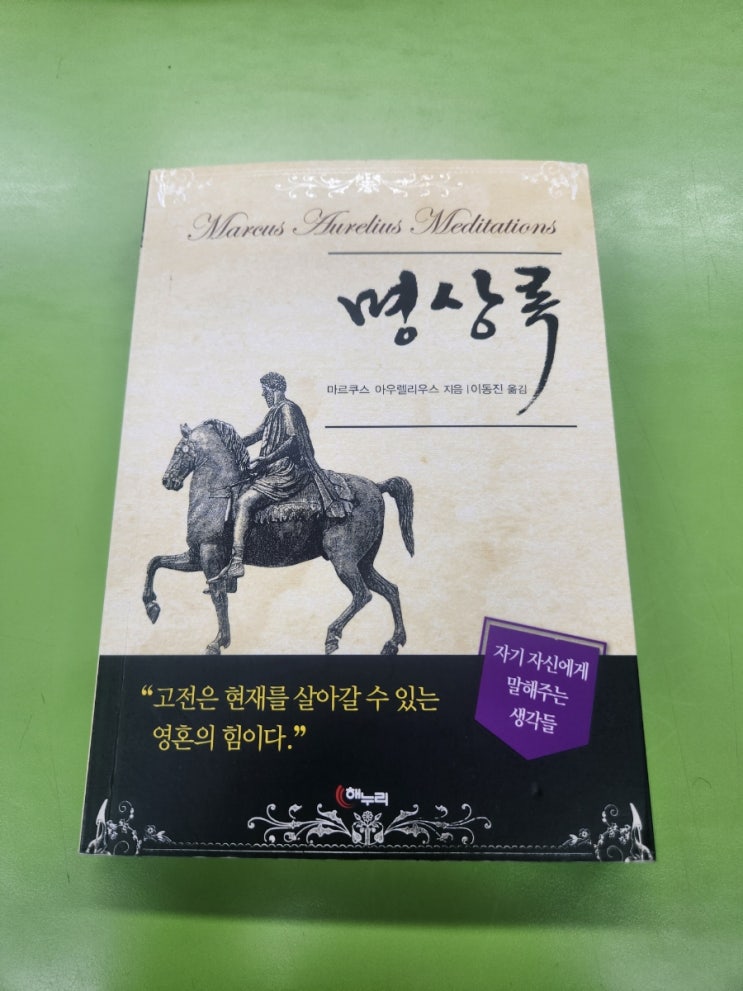 Marcus Aurelius Meditations
명상록
마르쿠스 아우렐리우스 지음 | 이동진 옮김
자기 자신에게
말해주는
생각들
“고전은 현재를 살아갈 수 있는
영혼의 힘이다.”
해누리